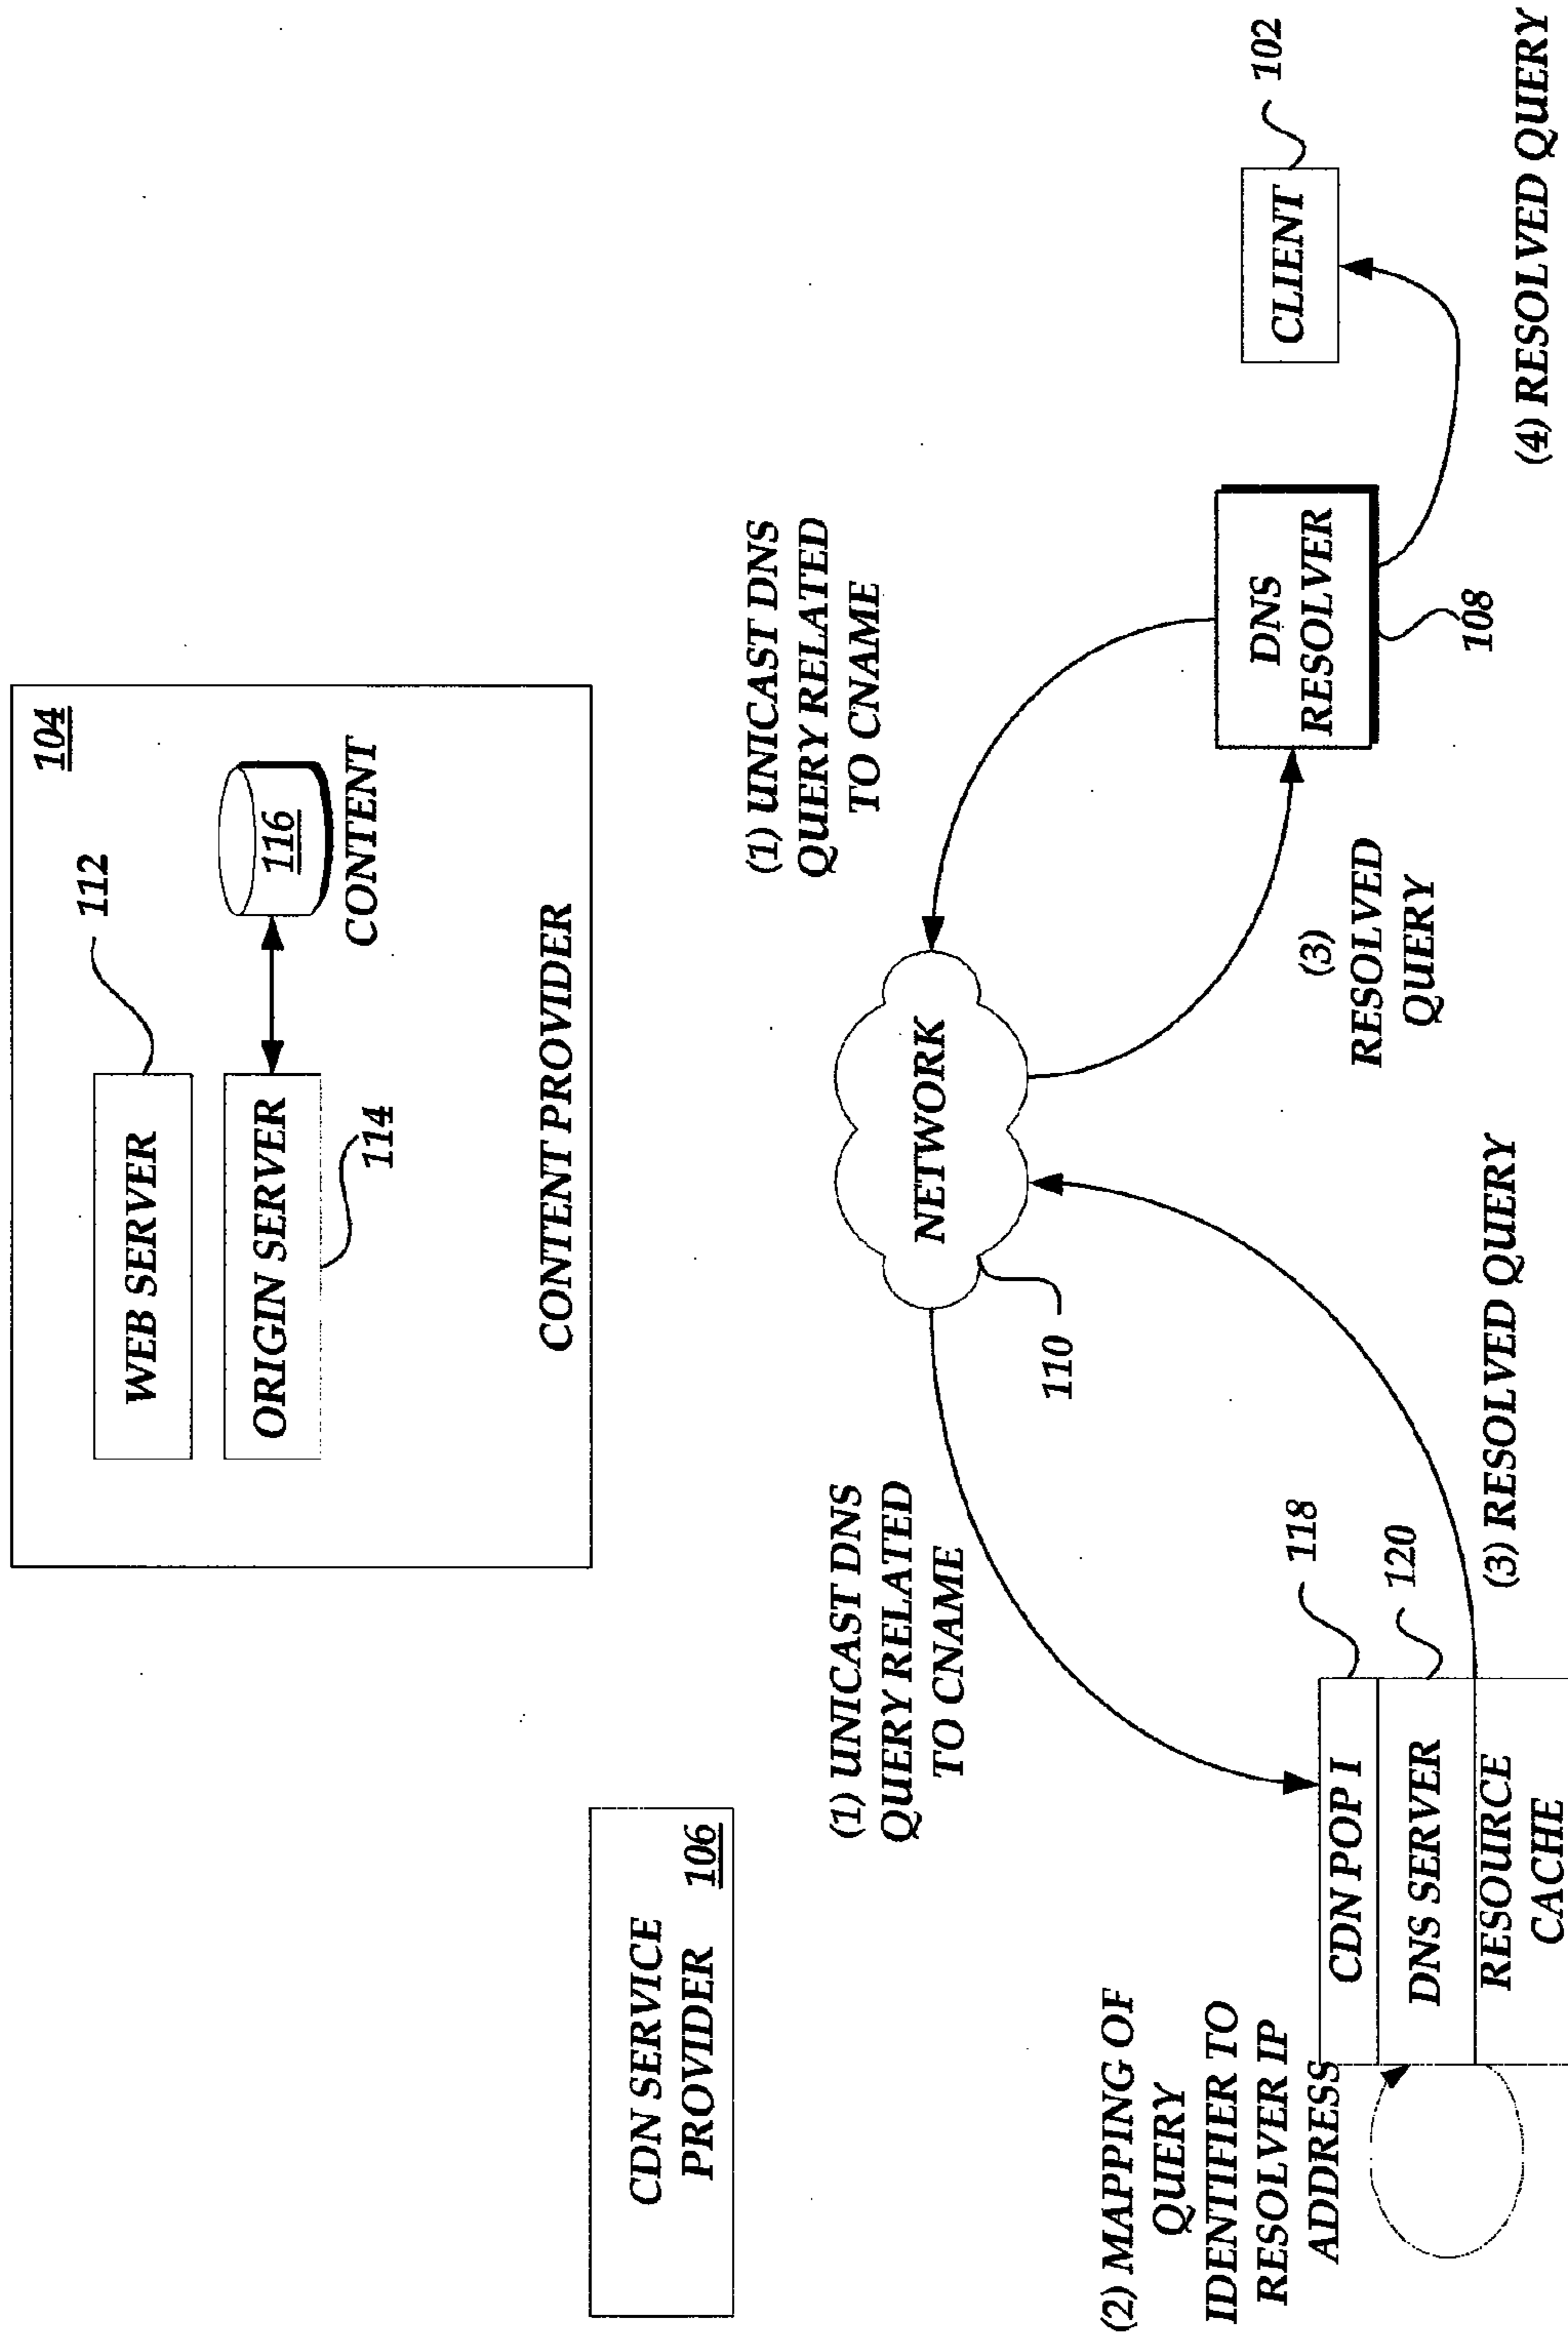 104
WEB SERVER
112
ORIGIN SERVER
114
116
CONTENT
CONTENT PROVIDER
CDN SERVICE
PROVIDER
106
(1) UNICAST DNS
QUERY RELATED
TO CNAME
(1) UNICAST DNS
QUERY RELATED
TO CNAME
NETWORK
110
(2) MAPPING OF
QUERY
IDENTIFIER TO
RESOLVER IP
ADDRESS
CDN POP I
118
DNS SERVER
120
RESOURCE
CACHE
(3) RESOLVED QUERY
(3)
RESOLVED
QUERY
DNS
RESOLVER
108
CLIENT
102
(4) RESOLVED QUERY